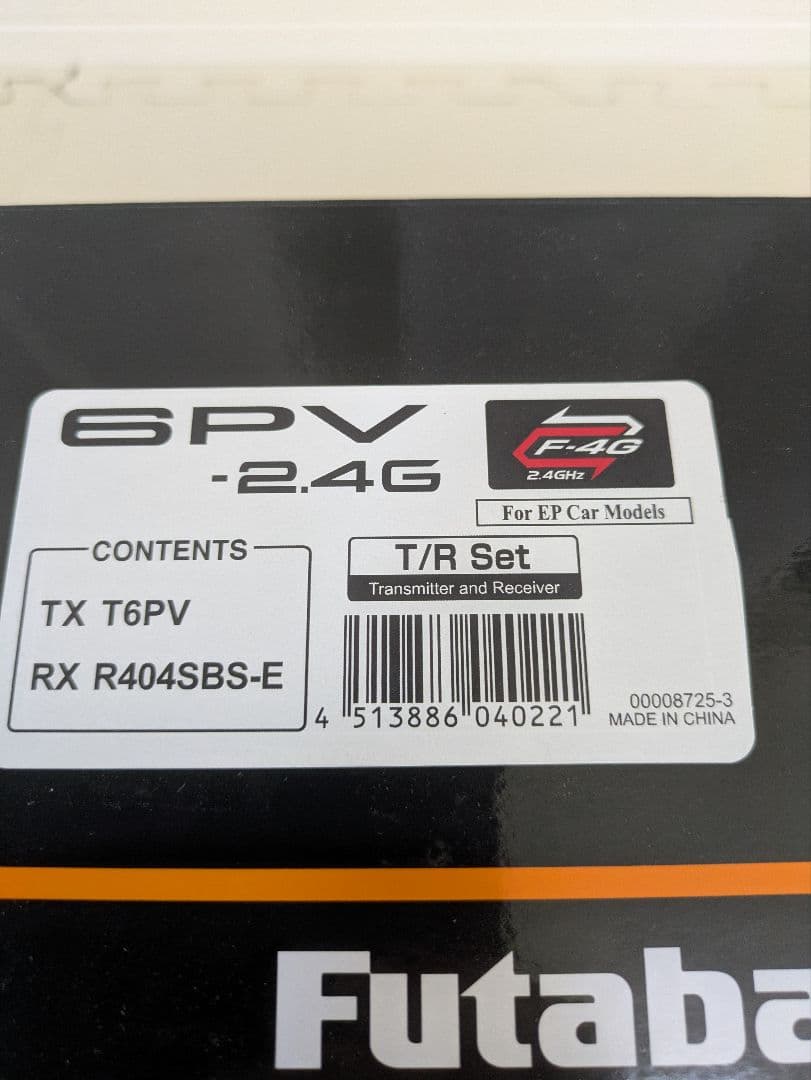 6PV
-2.4G
F-4G
2.4GHz
For EP Car Models
CONTENTS
TX T6PV
RX R404SBS-E
T/R Set
Transmitter and Receiver
4 513886 040221
00008725-3
MADE IN CHINA
Futaba